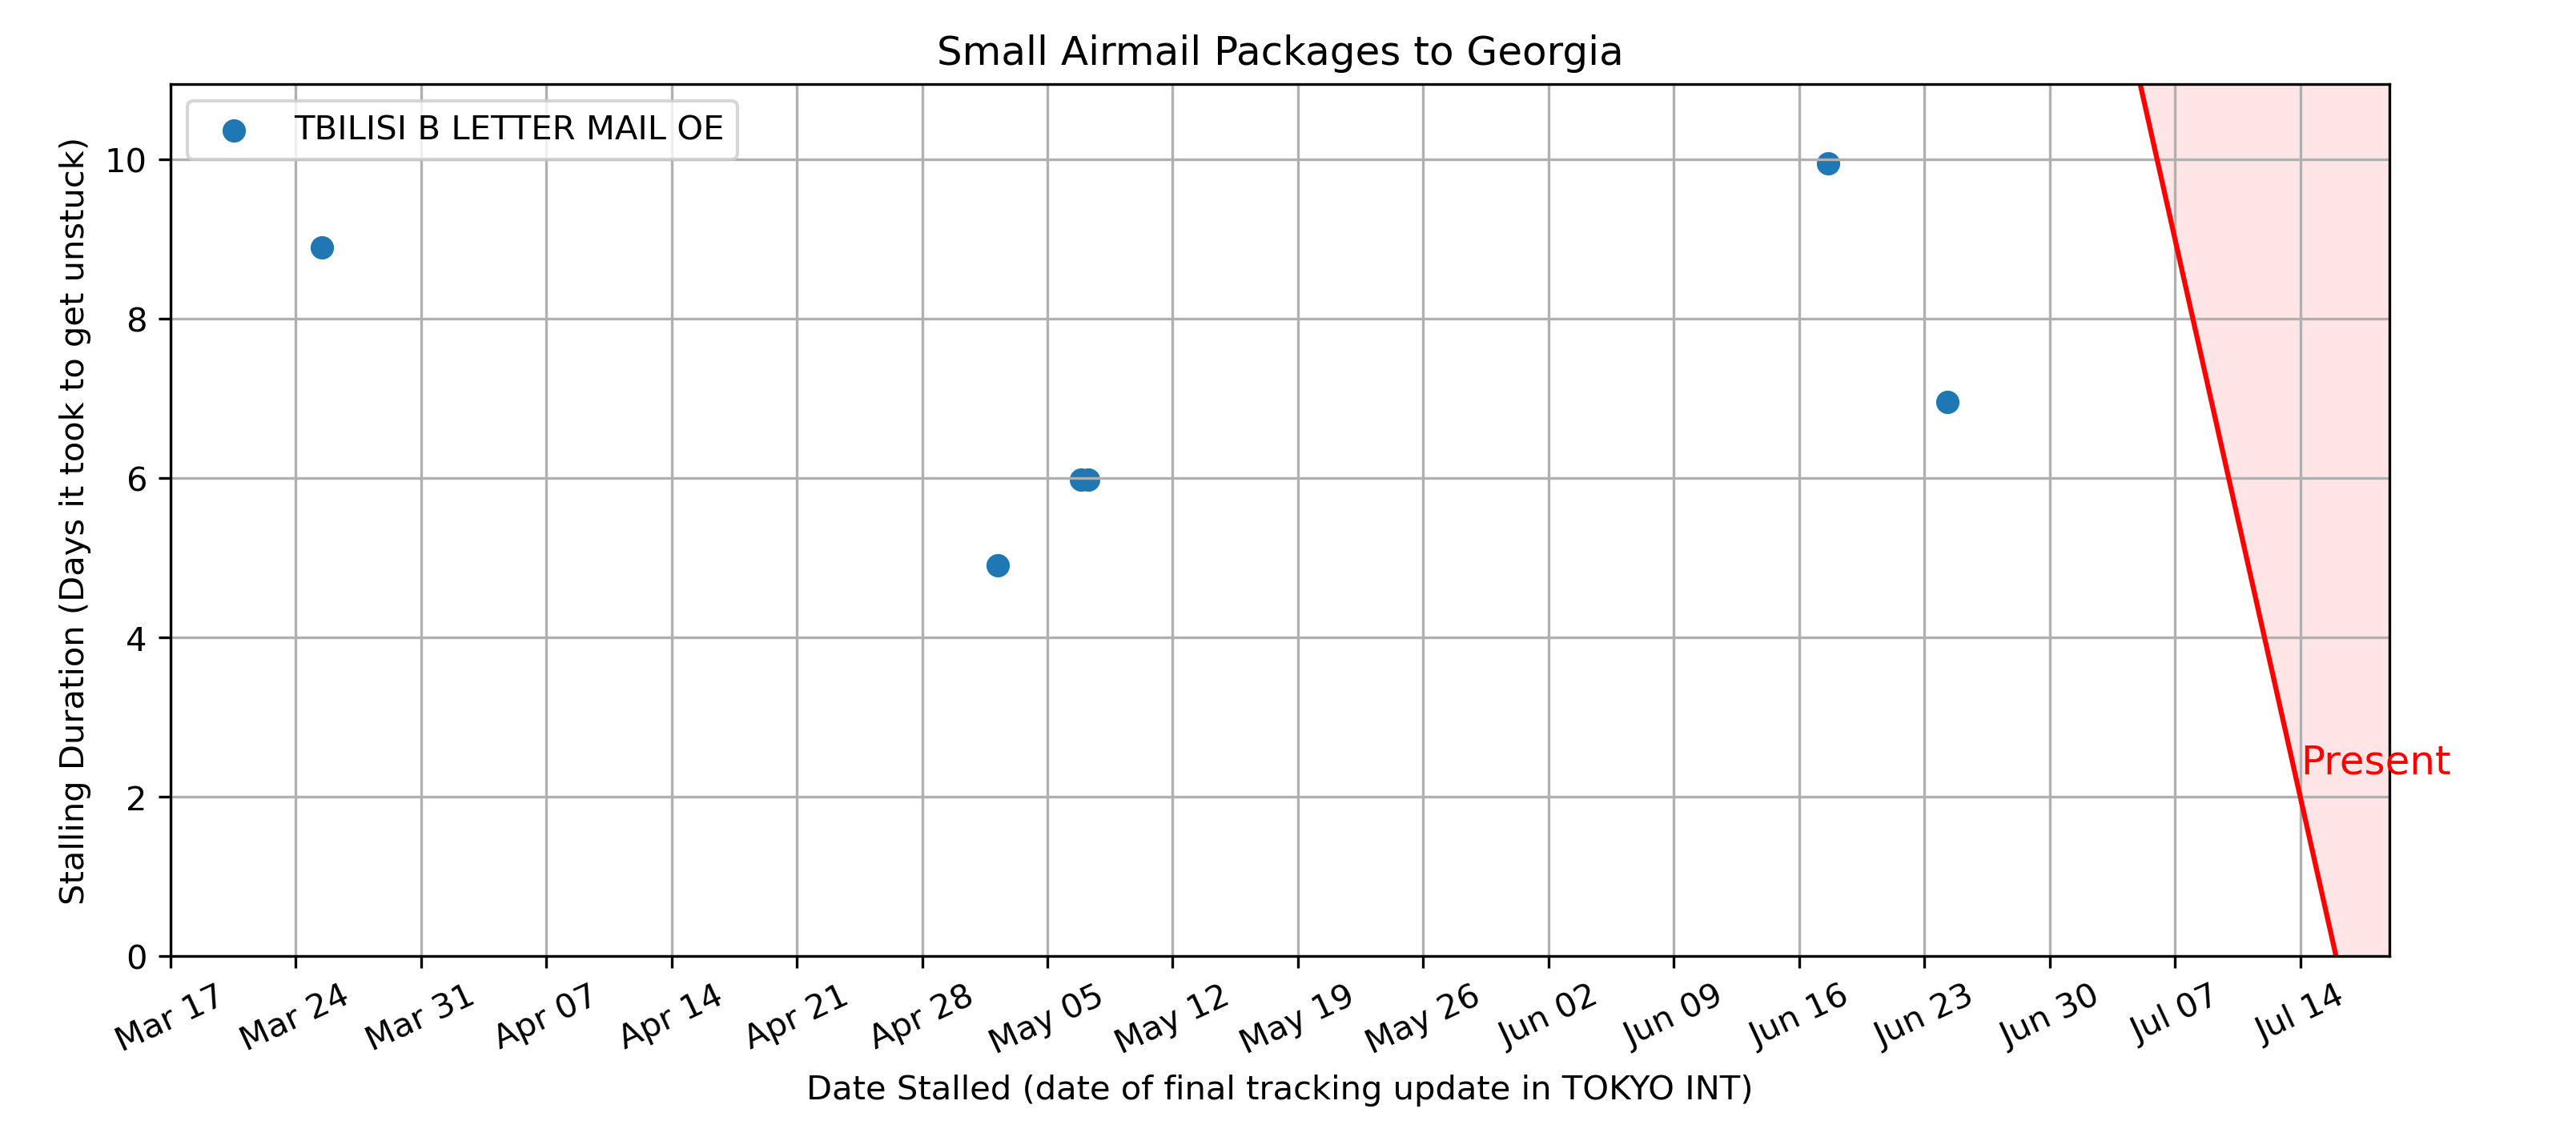 Small Airmail Packages to Georgia
TBILISI B LETTER MAIL OE
Stalling Duration (Days it took to get unstuck)
10
8
6
4
2
0
Present
Mar 17
Mar 24
Mar 31
Apr 07
Apr 14
Apr 21
Apr 28
May 05
May 12
May 19
May 26
Jun 02
Jun 09
Jun 16
Jun 23
Jun 30
Jul 07
Jul 14
Date Stalled (date of final tracking update in TOKYO INT)